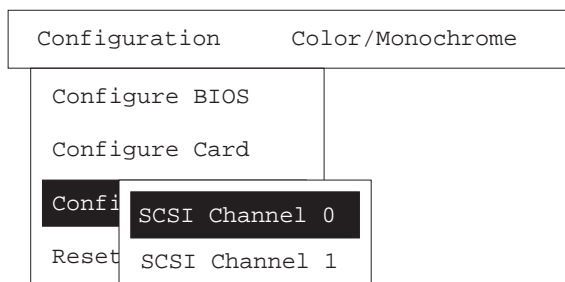 Configuration Color/Monochrome
Configure BIOS
Configure Card
Confi
SCSI Channel 0
Reset
SCSI Channel 1